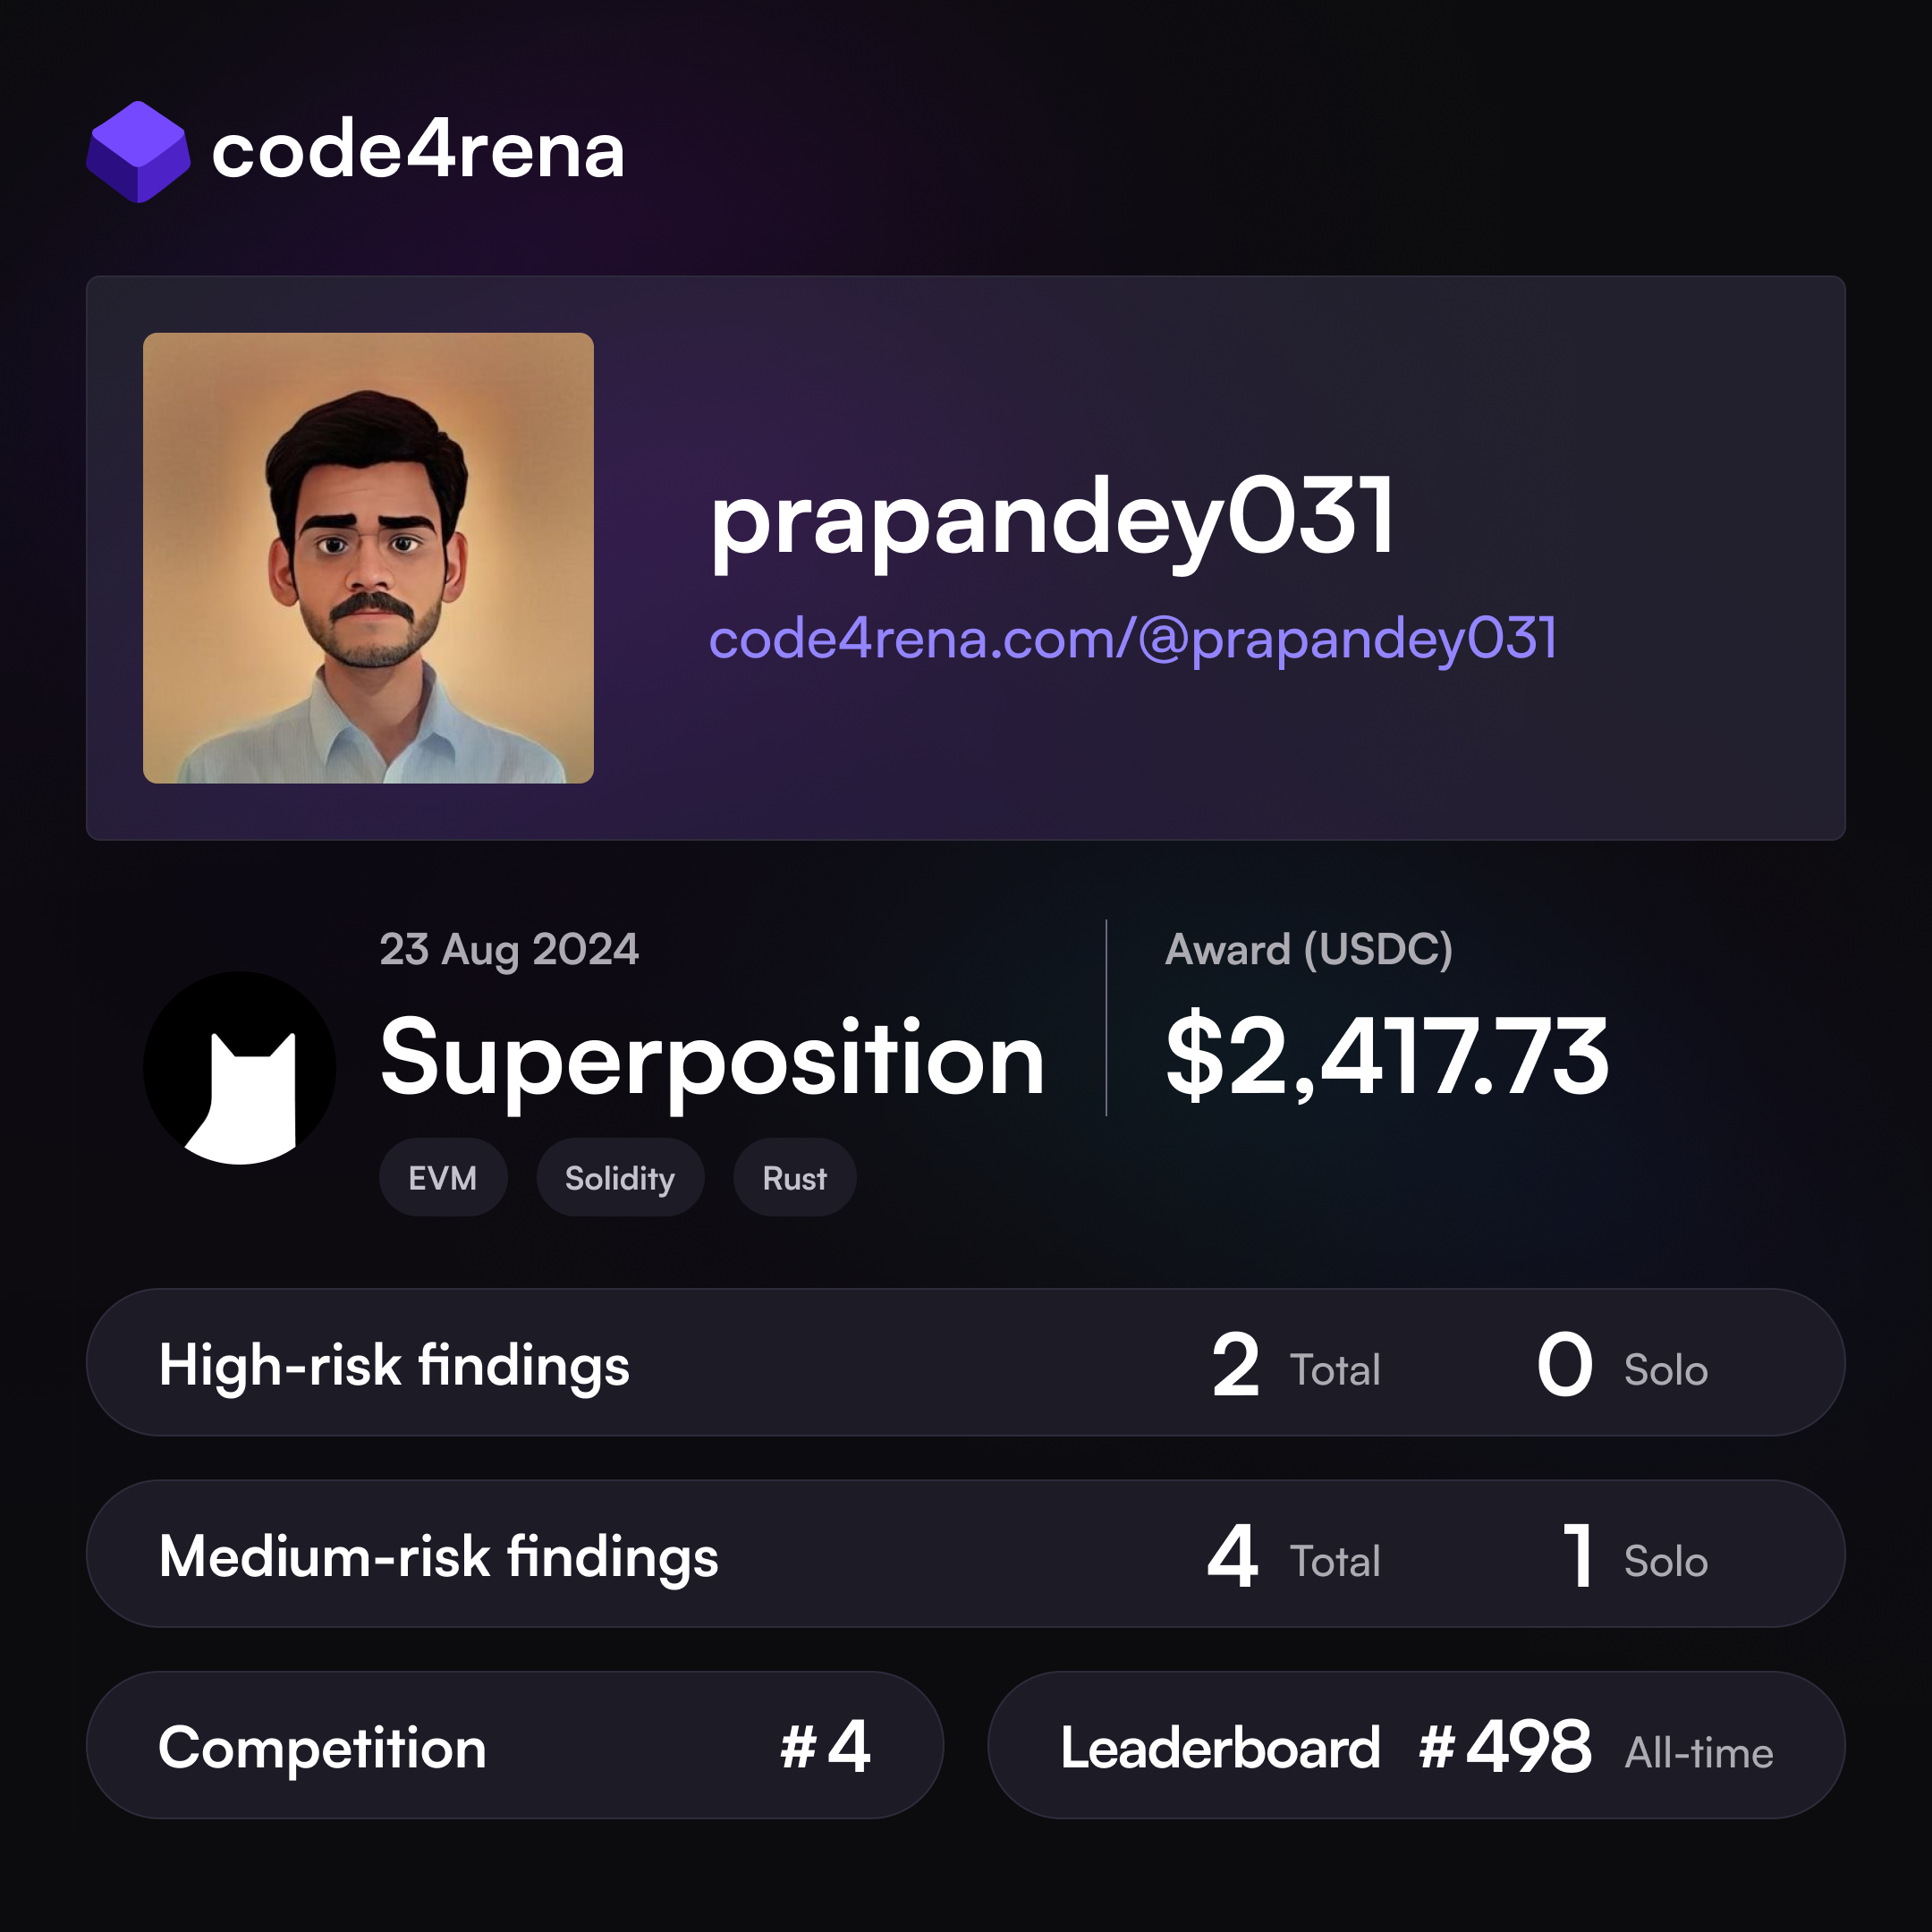 code4rena
prapandey031
code4rena.com/@prapandey031
23 Aug 2024
Superposition
EVM Solidity Rust
Award (USDC)
$2,417.73
High-risk findings 2 Total 0 Solo
Medium-risk findings 4 Total 1 Solo
Competition #4
Leaderboard #498 All-time